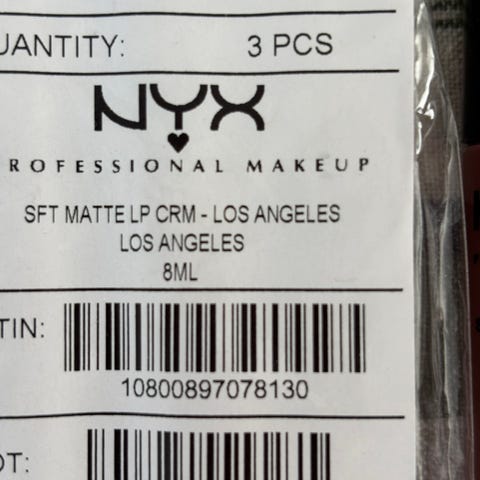 UANTITY: 3 PCS
NYX
ROFESSIONAL MAKEUP
SFT MATTE LP CRM - LOS ANGELES
LOS ANGELES
8ML
TIN:
10800897078130
OT: